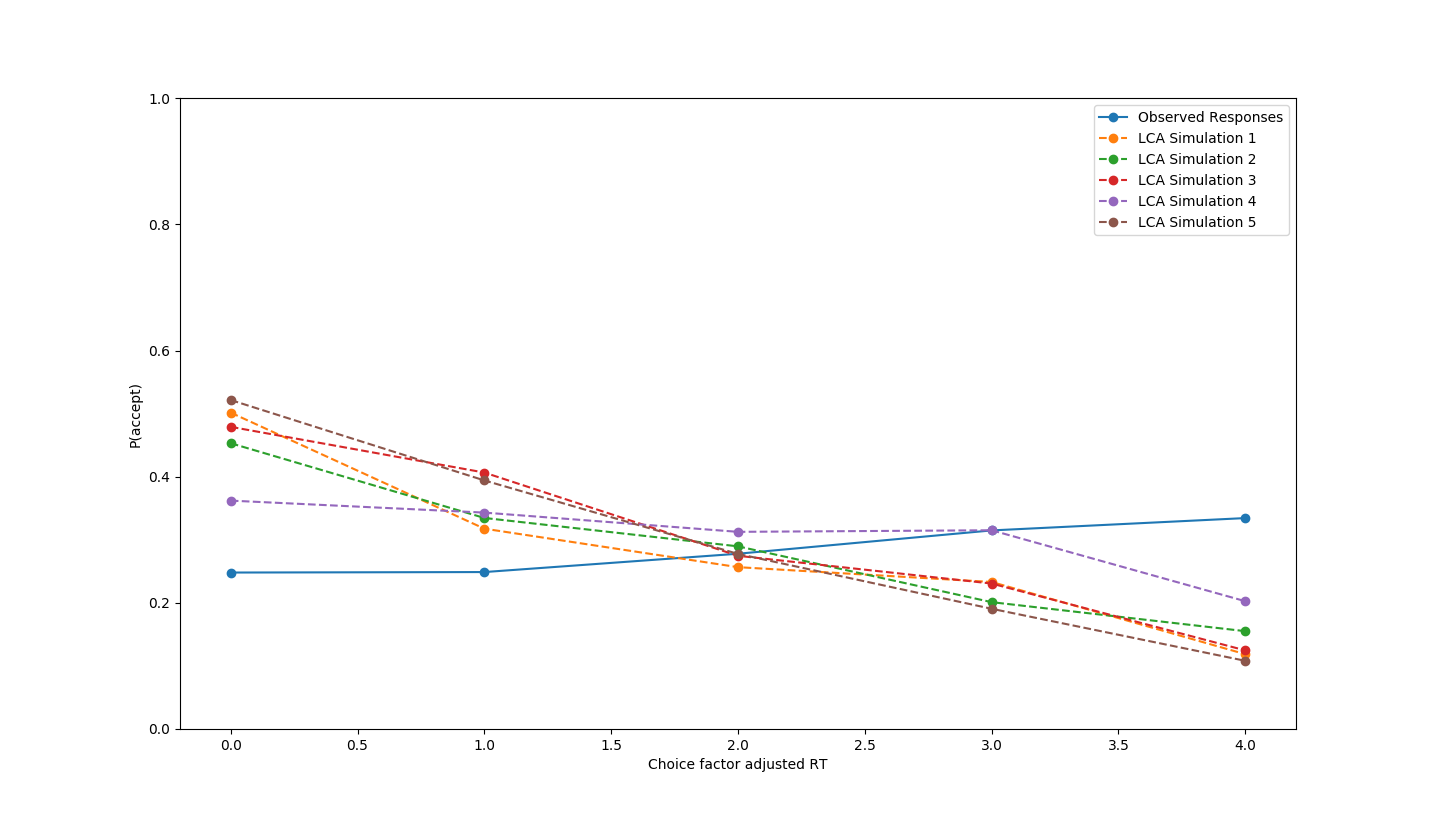 1.0
0.8
0.6
0.4
0.2
0.0
P(accept)
Observed Responses
LCA Simulation 1
LCA Simulation 2
LCA Simulation 3
LCA Simulation 4
LCA Simulation 5
0.0 0.5 1.0 1.5 2.0 2.5 3.0 3.5 4.0
Choice factor adjusted RT